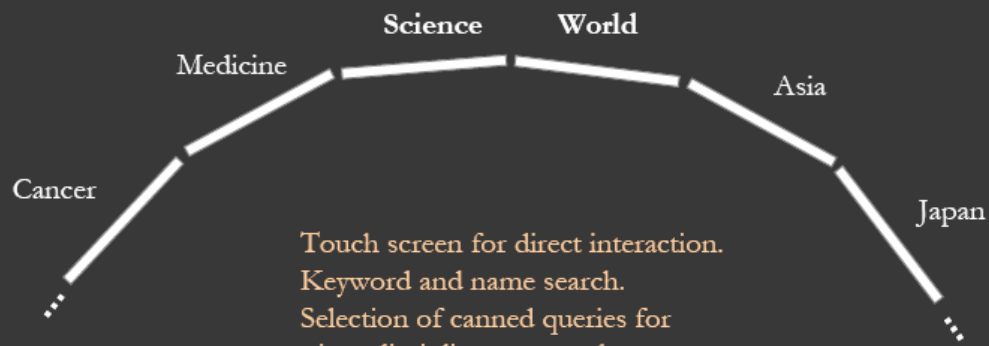 Science World
Medicine
Asia
Cancer
Japan
Touch screen for direct interaction.
Keyword and name search.
Selection of canned queries for